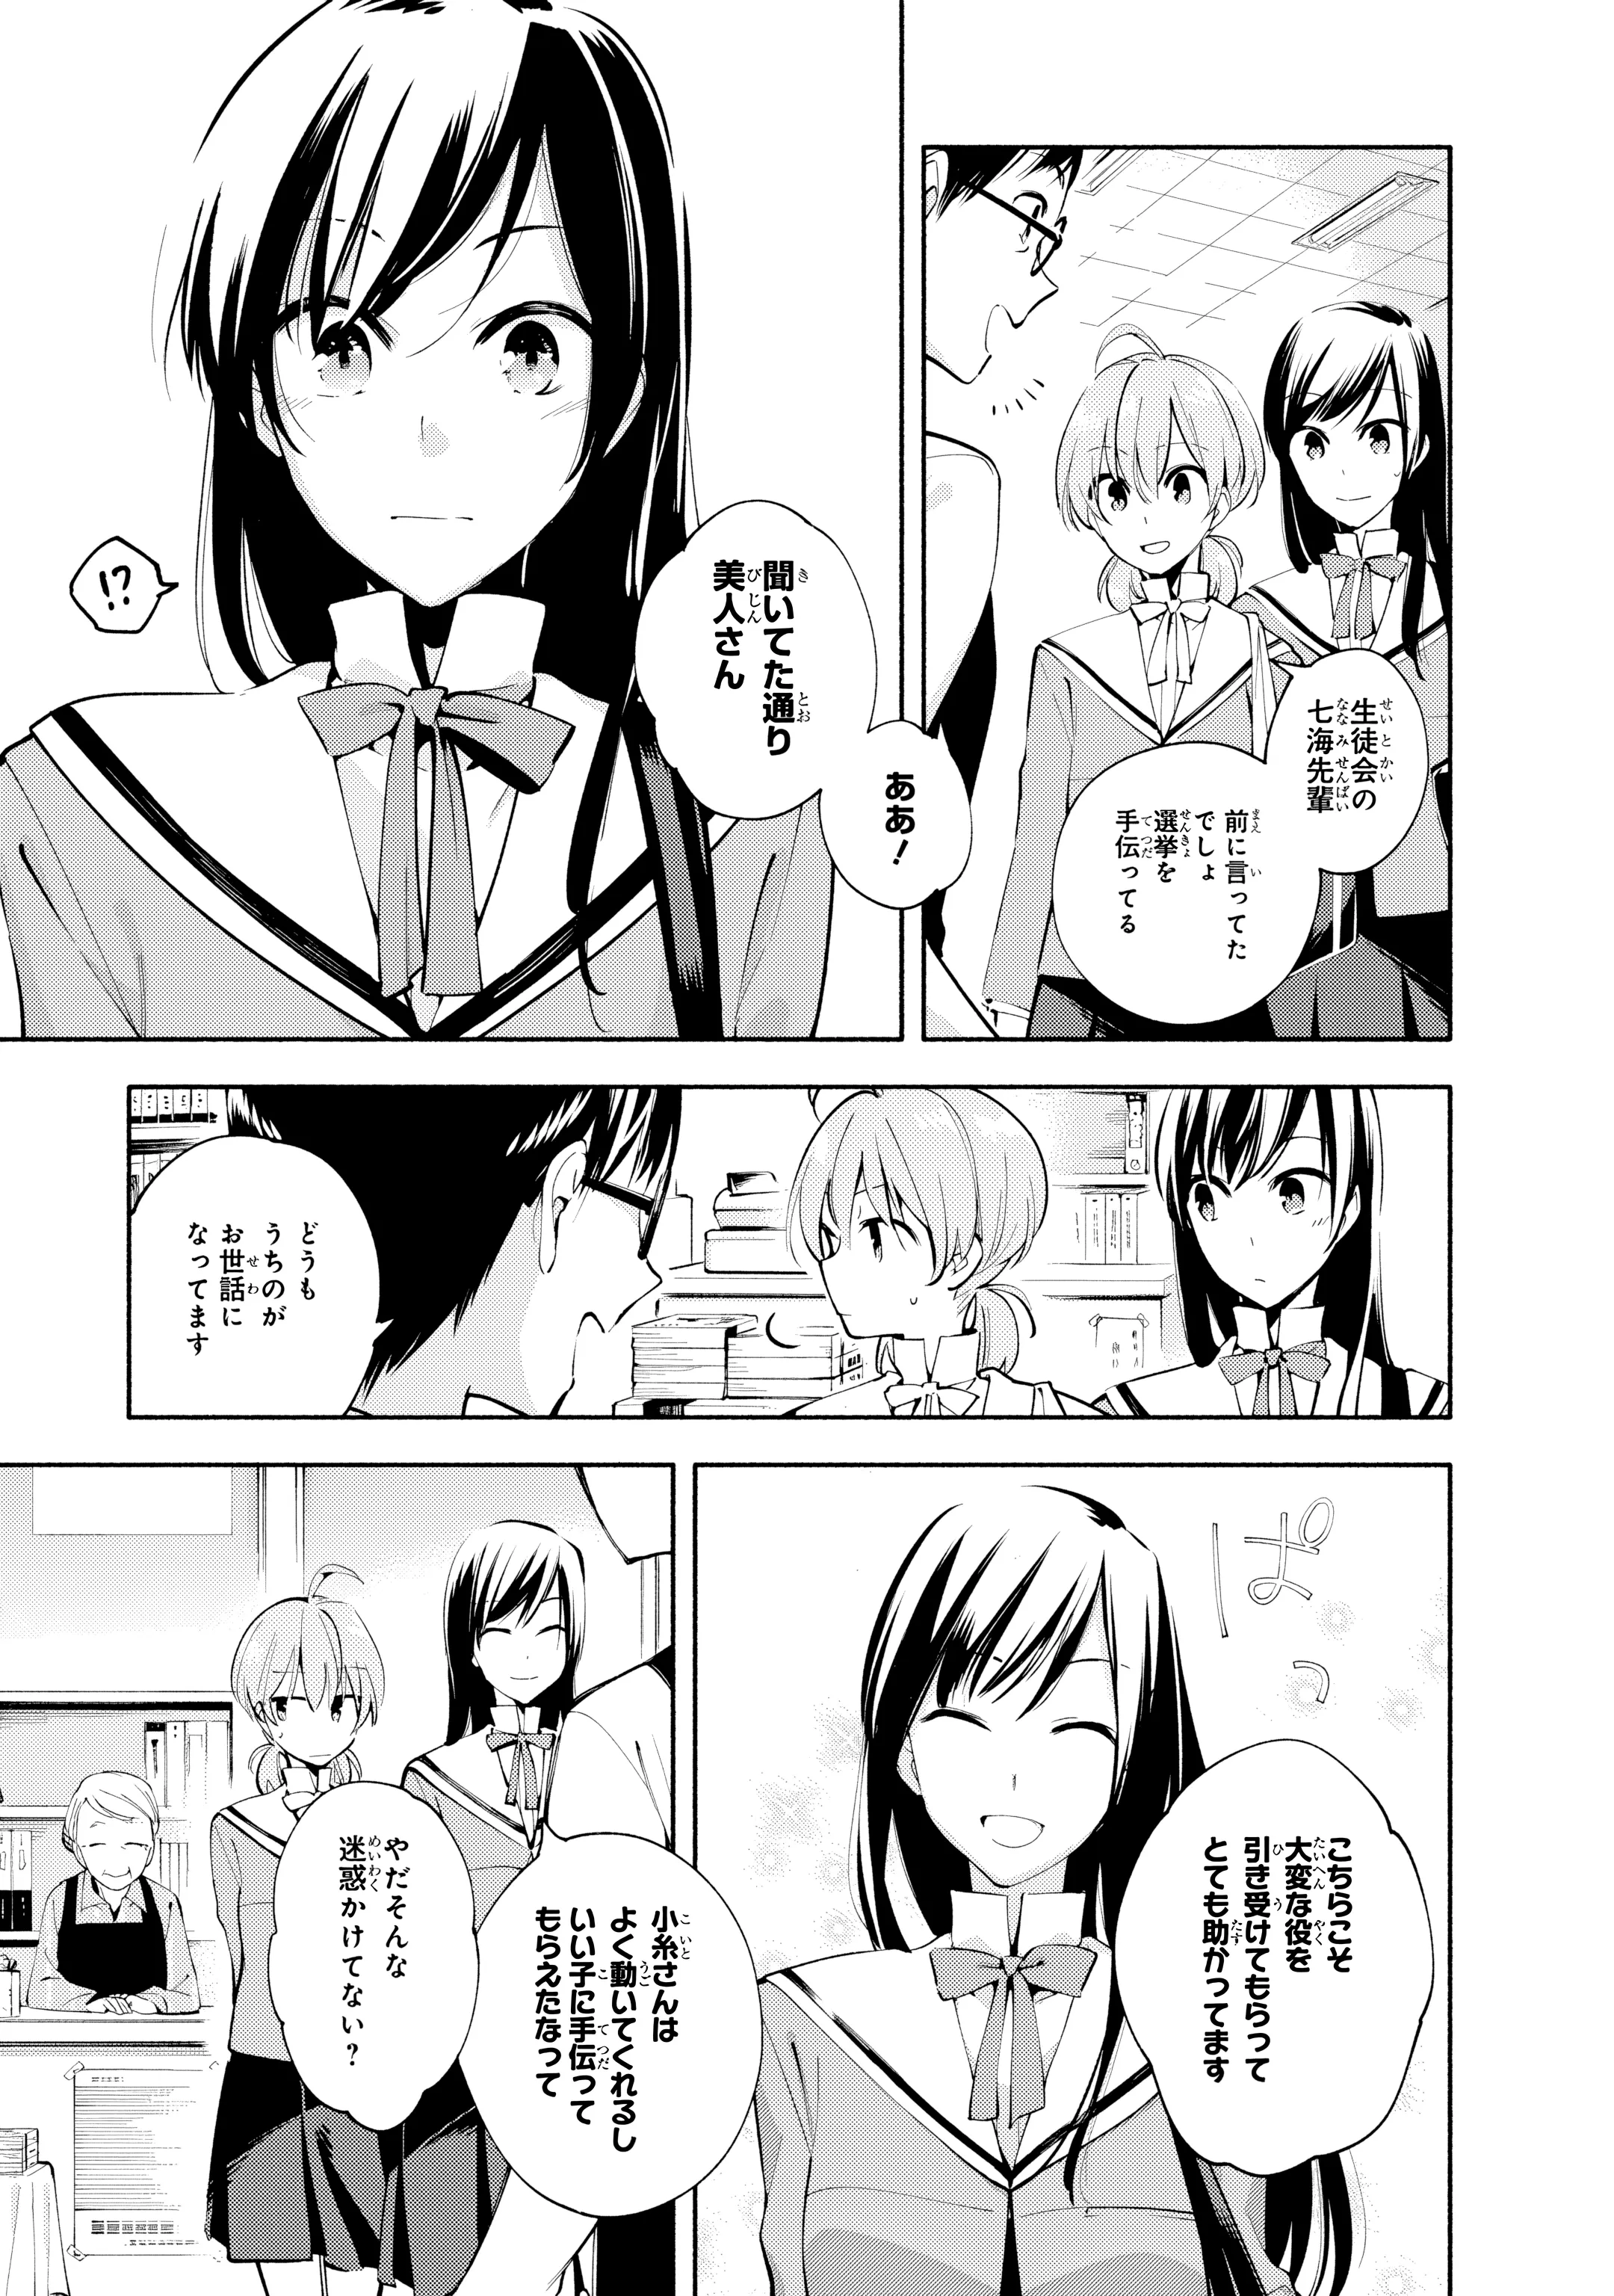 生徒会の
七海先輩
前に言ってた
でしょ
選挙を
手伝ってる
ああ！
聞いてた通り
美人さん
!?
どうも
うちのが
お世話に
なってます
ぱっ
こちらこそ
大変な役を
引き受けてもらって
とても助かってます
小糸さんは
よく動いてくれるし
いい子に手伝って
もらえたなって
やだそんな
迷惑かけてない？